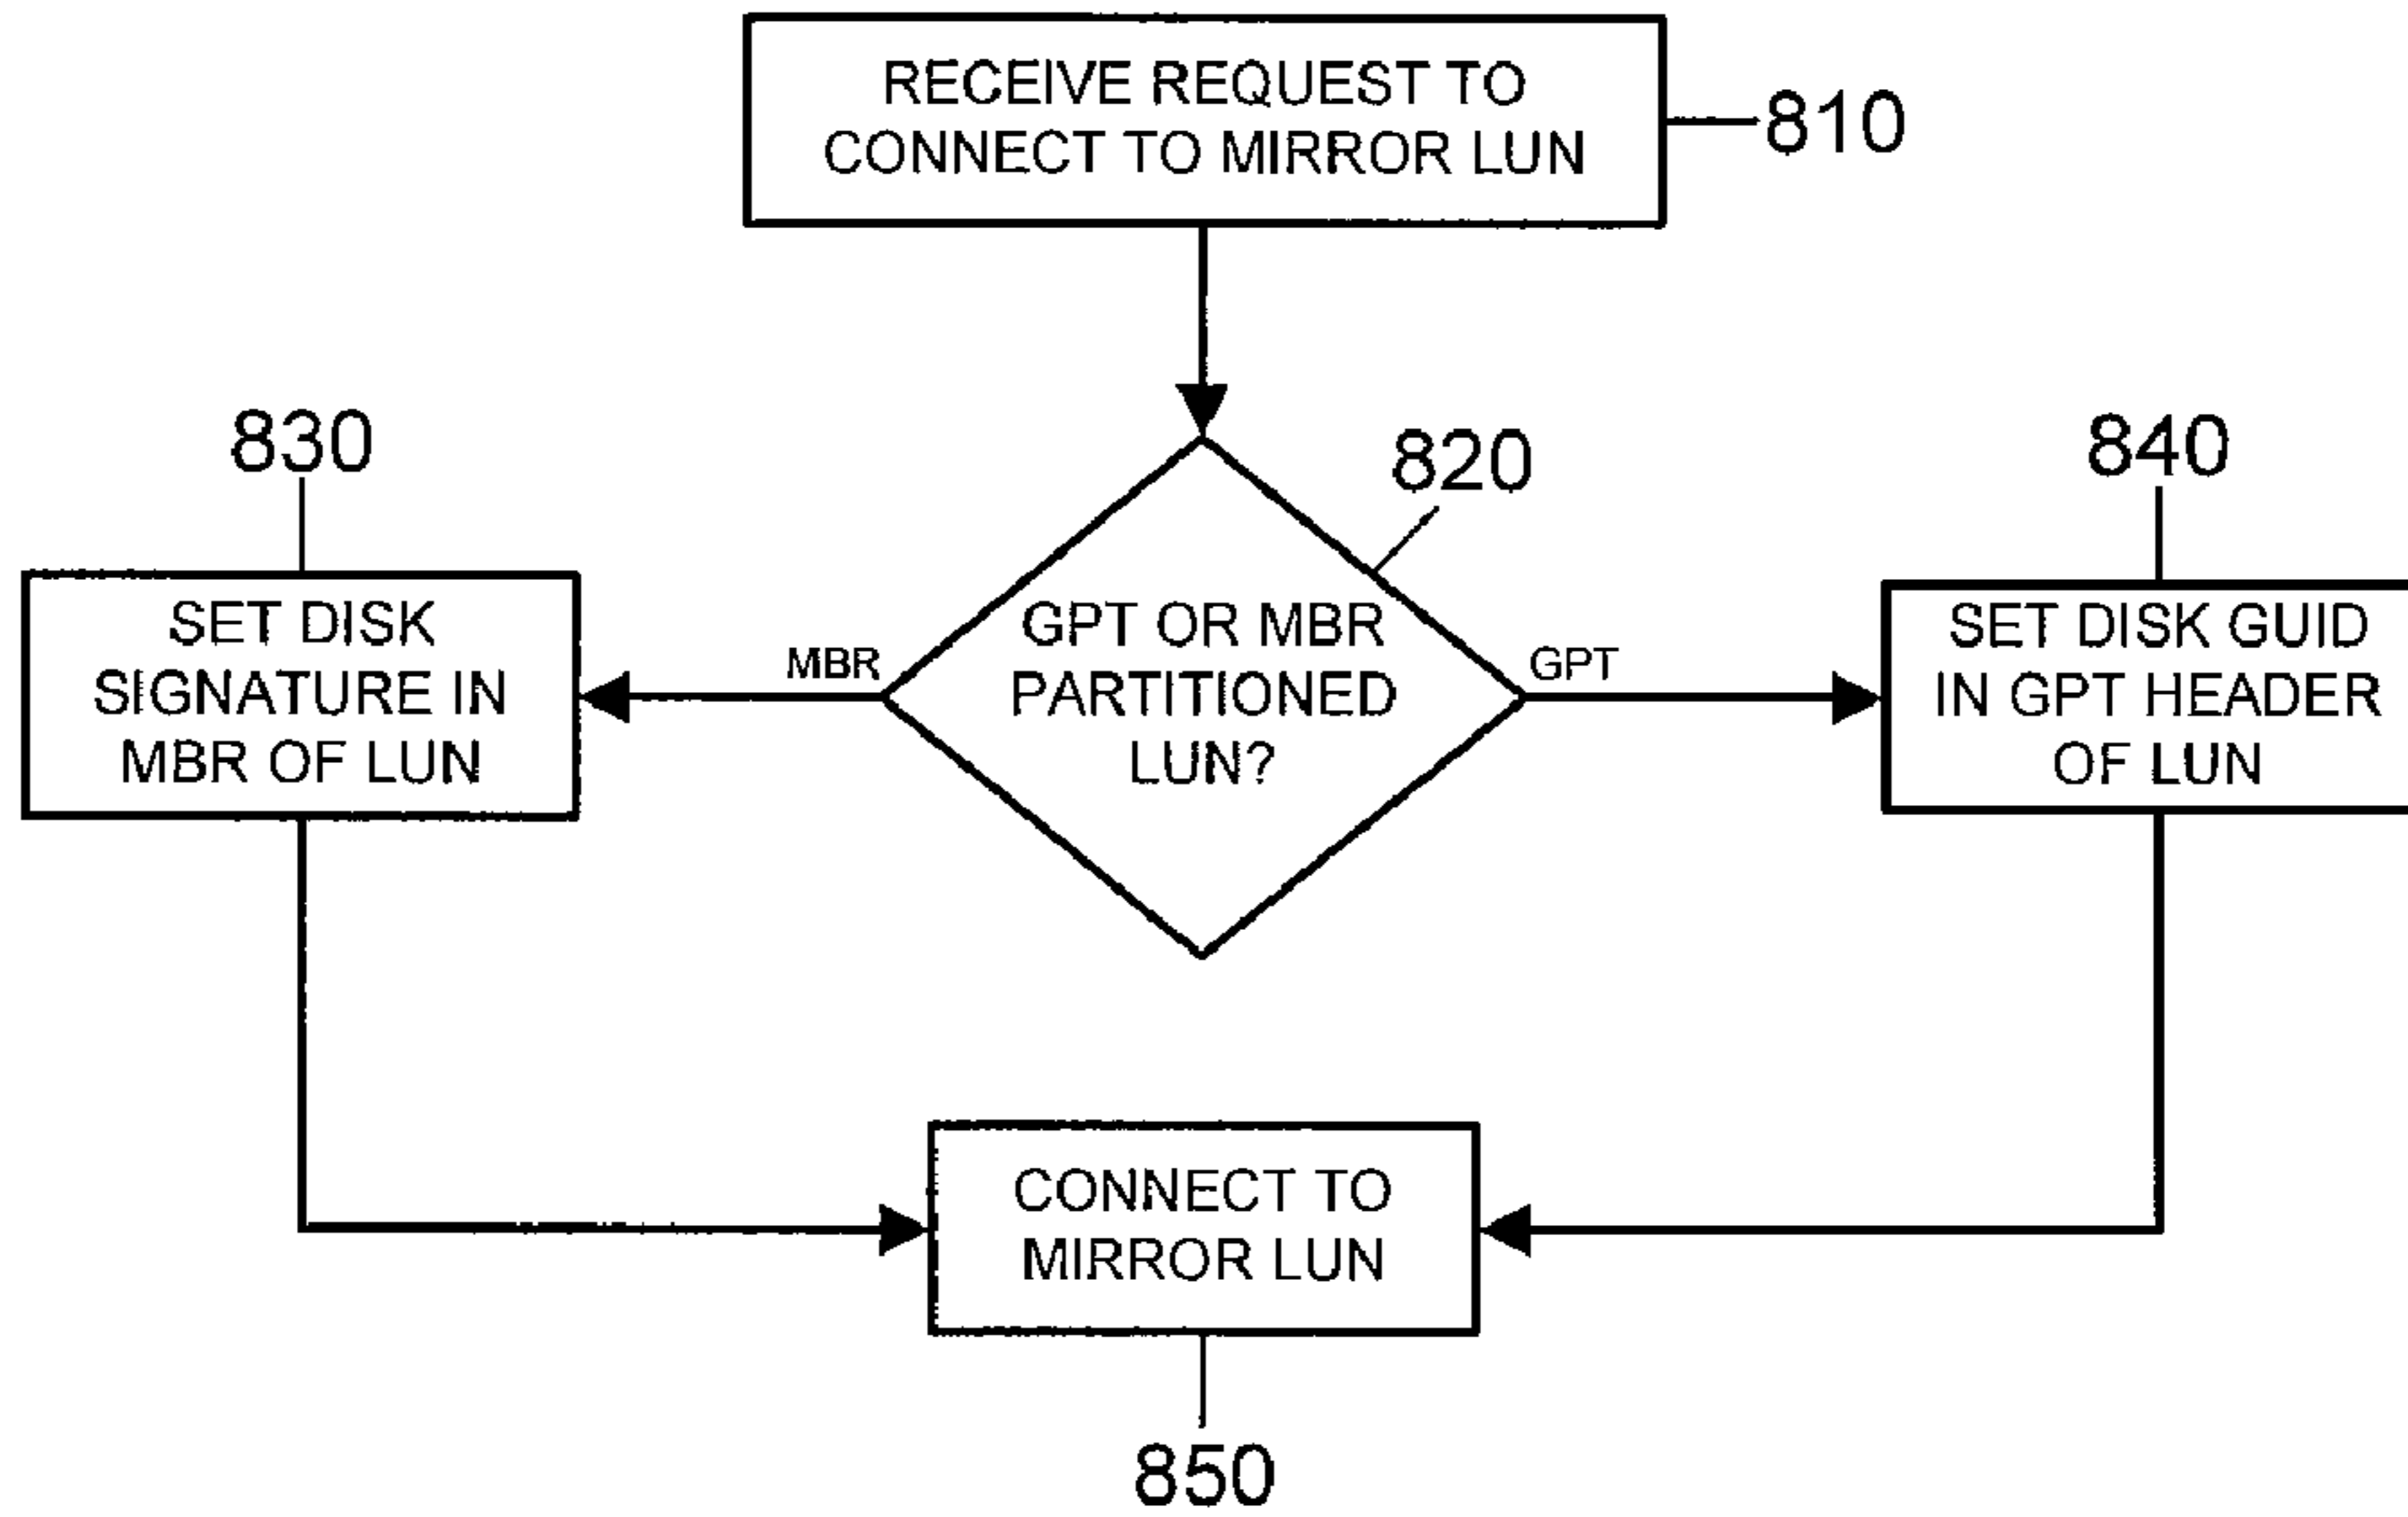 RECEIVE REQUEST TO
CONNECT TO MIRROR LUN
810
830
820
840
SET DISK
SIGNATURE IN
MBR OF LUN
MBR
GPT OR MBR
PARTITIONED
LUN?
GPT
SET DISK GUID
IN GPT HEADER
OF LUN
CONNECT TO
MIRROR LUN
850